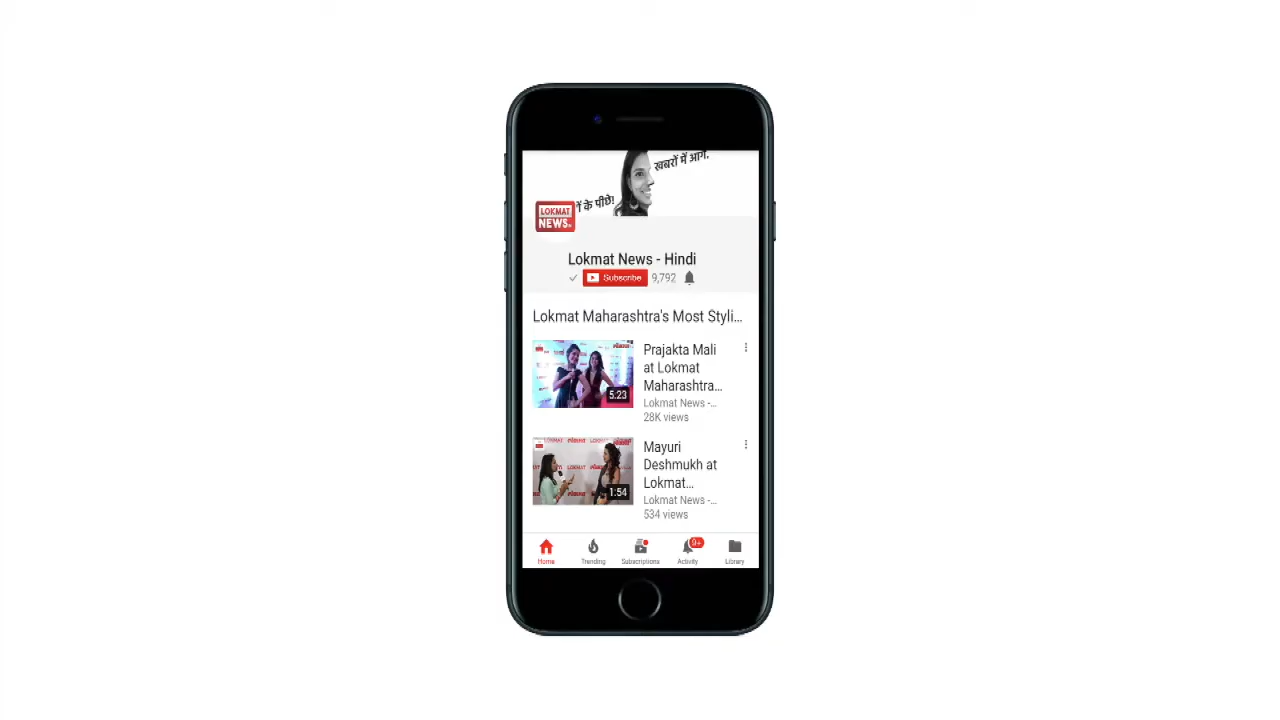 खबरों में आगे,
ों के पीछे!
LOKMAT
NEWS
Lokmat News - Hindi
Subscribe 9,792
Lokmat Maharashtra's Most Styli...
Prajakta Mali
at Lokmat
Maharashtra...
Lokmat News -...
28K views
5:23
Mayuri
Deshmukh at
Lokmat...
Lokmat News -...
534 views
1:54
LOKMAT
9+
Home Trending Subscriptions Activity Library